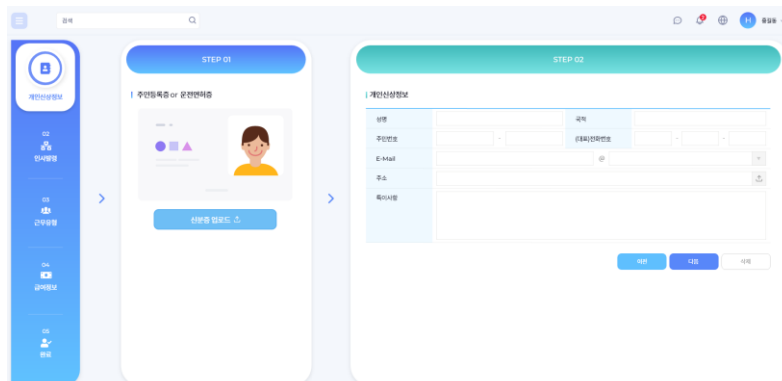 검색
H 홍길동
개인신상정보
02
인사발령
03
근무유형
04
급여정보
05
완료
STEP 01
주민등록증 or 운전면허증
신분증 업로드
STEP 02
개인신상정보
성명
국적
주민번호 -
(대표)전화번호 - -
E-Mail @
주소
특이사항
이전 다음 삭제